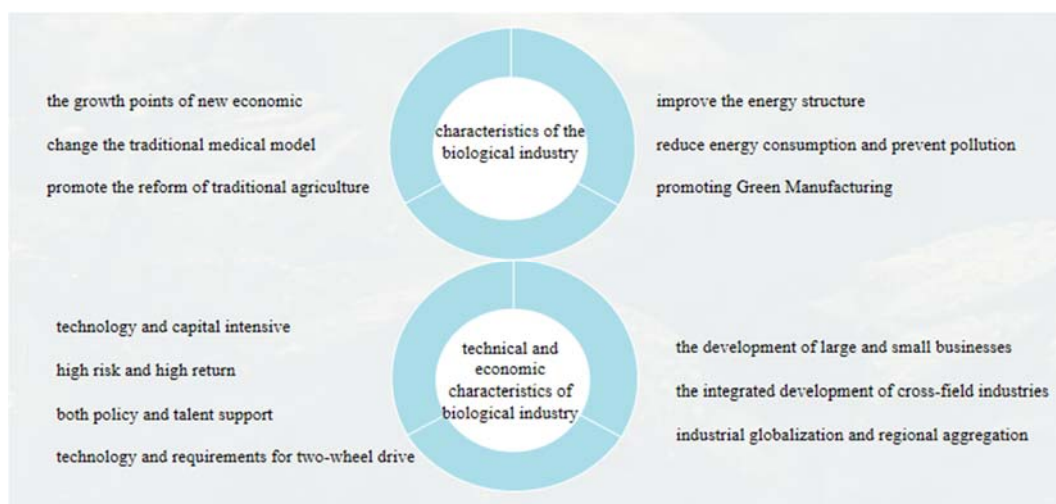 the growth points of new economic
change the traditional medical model
promote the reform of traditional agriculture
characteristics of the
biological industry
improve the energy structure
reduce energy consumption and prevent pollution
promoting Green Manufacturing
technology and capital intensive
high risk and high return
both policy and talent support
technology and requirements for two-wheel drive
technical and
economic
characteristics of
biological industry
the development of large and small businesses
the integrated development of cross-field industries
industrial globalization and regional aggregation